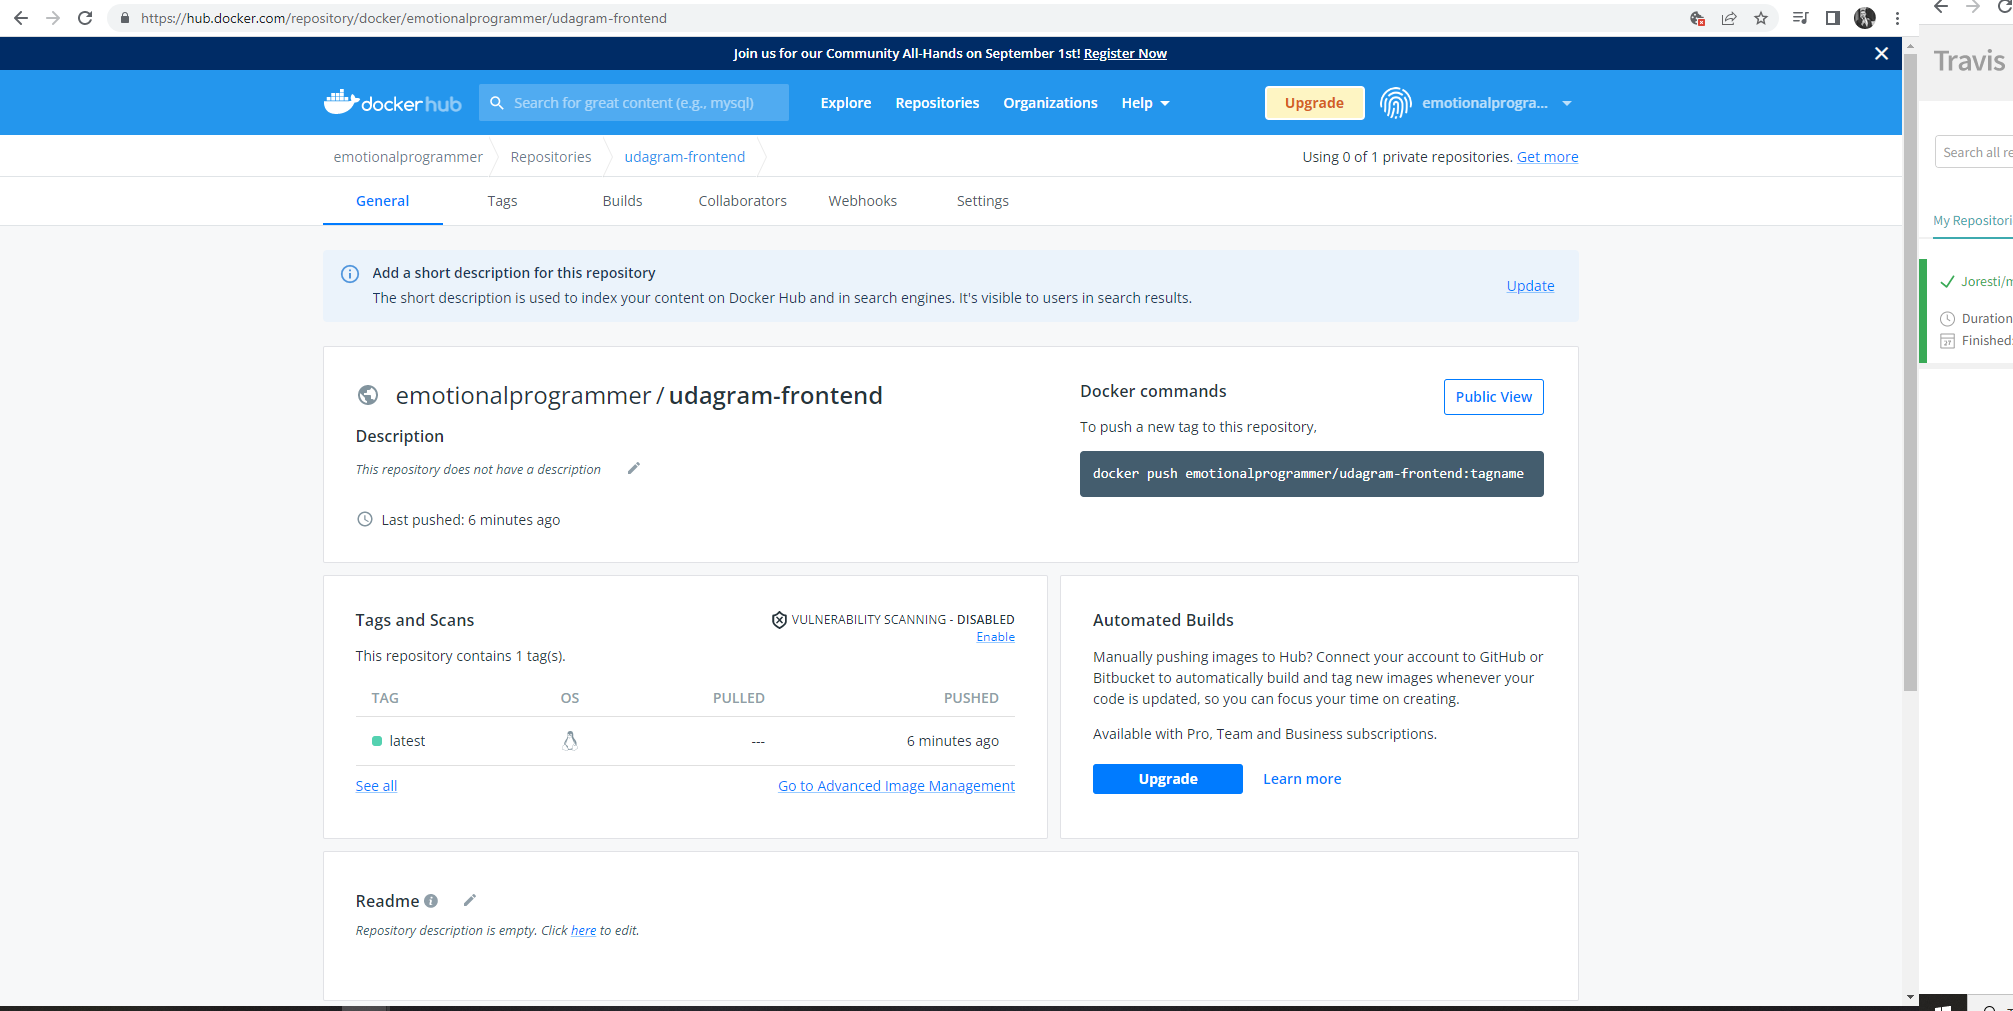 https://hub.docker.com/repository/docker/emotionalprogrammer/udagram-frontend
Join us for our Community All-Hands on September 1st! Register Now
docker hub
Search for great content (e.g., mysql)
Explore
Repositories
Organizations
Help
Upgrade
emotionalprogra...
emotionalprogrammer
Repositories
udagram-frontend
Using 0 of 1 private repositories. Get more
General
Tags
Builds
Collaborators
Webhooks
Settings
Add a short description for this repository
The short description is used to index your content on Docker Hub and in search engines. It's visible to users in search results.
Update
emotionalprogrammer / udagram-frontend
Description
This repository does not have a description
Last pushed: 6 minutes ago
Docker commands
Public View
To push a new tag to this repository,
docker push emotionalprogrammer/udagram-frontend:tagname
Tags and Scans
VULNERABILITY SCANNING - DISABLED
Enable
This repository contains 1 tag(s).
TAG OS PULLED PUSHED
latest --- 6 minutes ago
See all
Go to Advanced Image Management
Automated Builds
Manually pushing images to Hub? Connect your account to GitHub or
Bitbucket to automatically build and tag new images whenever your
code is updated, so you can focus your time on creating.
Available with Pro, Team and Business subscriptions.
Upgrade
Learn more
Readme
Repository description is empty. Click here to edit.
Travis
Search all re
My Repositori
Joresti/m
Duration
Finished: